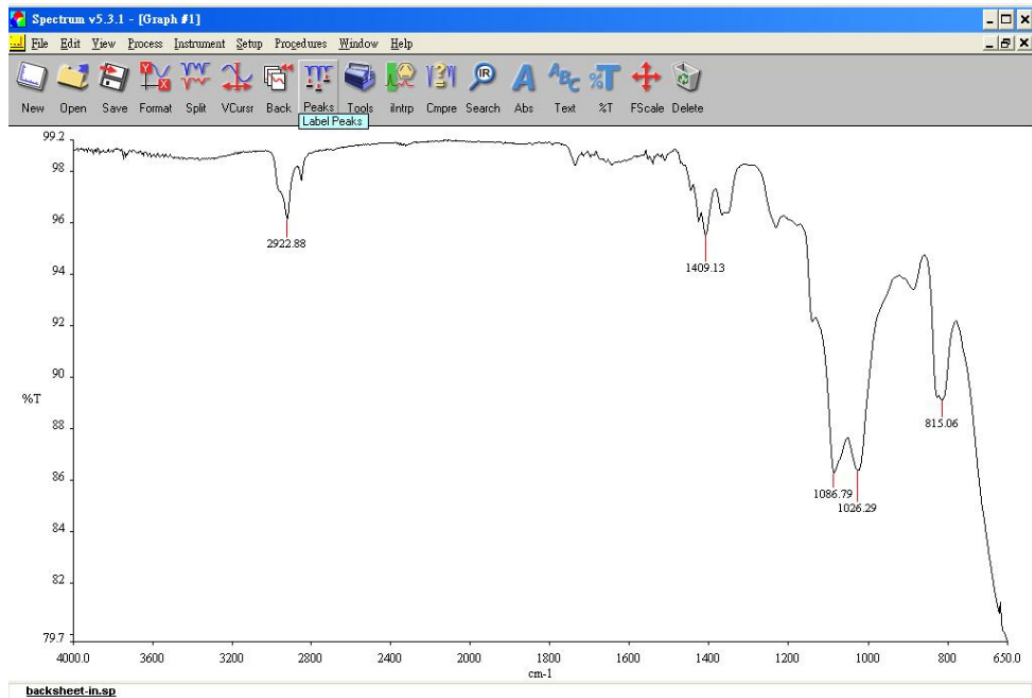 Spectrum v5.3.1 - [Graph #1]
File Edit View Process Instrument Setup Procedures Window Help
New Open Save Format Split VCursr Back Peaks Tools iIntrp Cmpre Search Abs Text %T FScale Delete
Label Peaks
99.2
98
96
94
92
90
%T
88
86
84
82
79.7
2922.88
1409.13
815.06
1086.79
1026.29
4000.0 3600 3200 2800 2400 2000 1800 1600 1400 1200 1000 800 650.0
cm-1
backsheet-in.sp